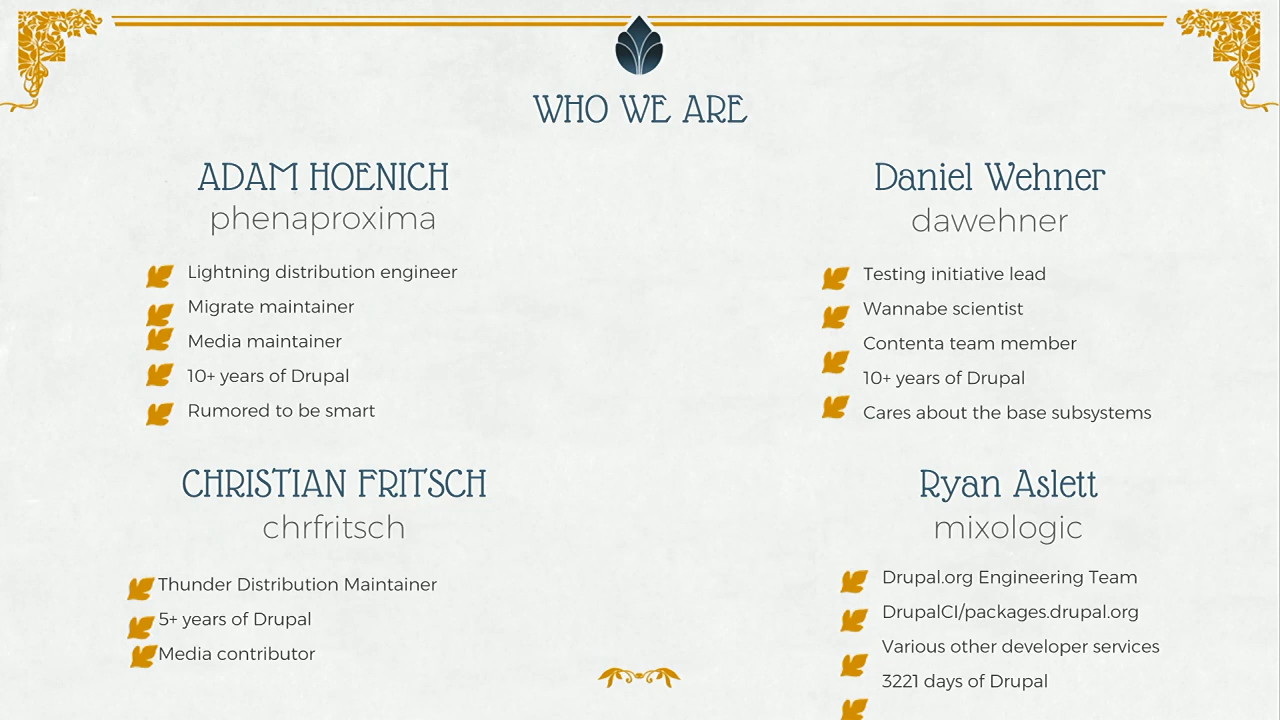 WHO WE ARE
ADAM HOENICH
phenaproxima
Lightning distribution engineer
Migrate maintainer
Media maintainer
10+ years of Drupal
Rumored to be smart
Daniel Wehner
dawehner
Testing initiative lead
Wannabe scientist
Contenta team member
10+ years of Drupal
Cares about the base subsystems
CHRISTIAN FRITSCH
chrfritsch
Thunder Distribution Maintainer
5+ years of Drupal
Media contributor
Ryan Aslett
mixologic
Drupal.org Engineering Team
DrupalCI/packages.drupal.org
Various other developer services
3221 days of Drupal